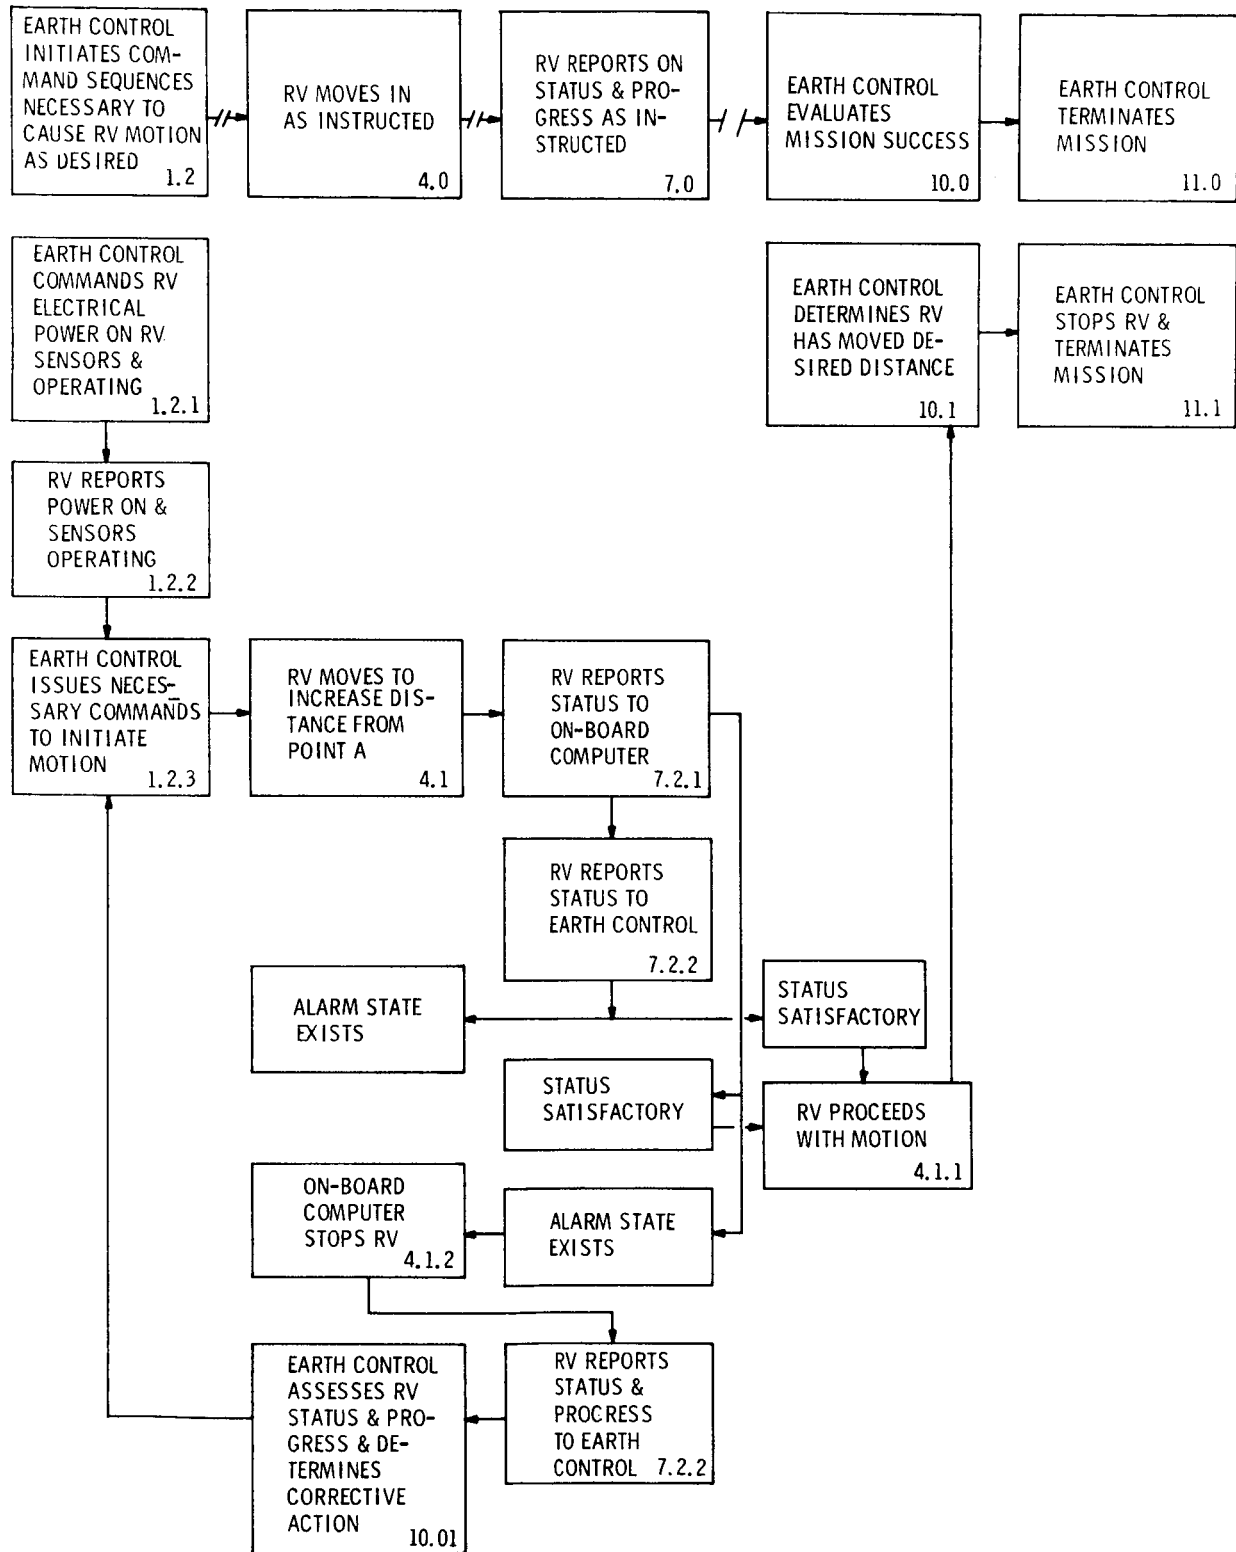 EARTH CONTROL
INITIATES COM-
MAND SEQUENCES
NECESSARY TO
CAUSE RV MOTION
AS DESIRED
1.2
RV MOVES IN
AS INSTRUCTED
4.0
RV REPORTS ON
STATUS & PRO-
GRESS AS IN-
STRUCTED
7.0
EARTH CONTROL
EVALUATES
MISSION SUCCESS
10.0
EARTH CONTROL
TERMINATES
MISSION
11.0
EARTH CONTROL
COMMANDS RV
ELECTRICAL
POWER ON RV
SENSORS &
OPERATING
1.2.1
EARTH CONTROL
DETERMINES RV
HAS MOVED DE-
SIRED DISTANCE
10.1
EARTH CONTROL
STOPS RV &
TERMINATES
MISSION
11.1
RV REPORTS
POWER ON &
SENSORS
OPERATING
1.2.2
EARTH CONTROL
ISSUES NECES-
SARY COMMANDS
TO INITIATE
MOTION
1.2.3
RV MOVES TO
INCREASE DIS-
TANCE FROM
POINT A
4.1
RV REPORTS
STATUS TO
ON-BOARD
COMPUTER
7.2.1
RV REPORTS
STATUS TO
EARTH CONTROL
7.2.2
ALARM STATE
EXISTS
STATUS
SATISFACTORY
STATUS
SATISFACTORY
RV PROCEEDS
WITH MOTION
4.1.1
ON-BOARD
COMPUTER
STOPS RV
4.1.2
ALARM STATE
EXISTS
EARTH CONTROL
ASSESSES RV
STATUS & PRO-
GRESS & DE-
TERMINES
CORRECTIVE
ACTION
10.01
RV REPORTS
STATUS &
PROGRESS
TO EARTH
CONTROL 7.2.2